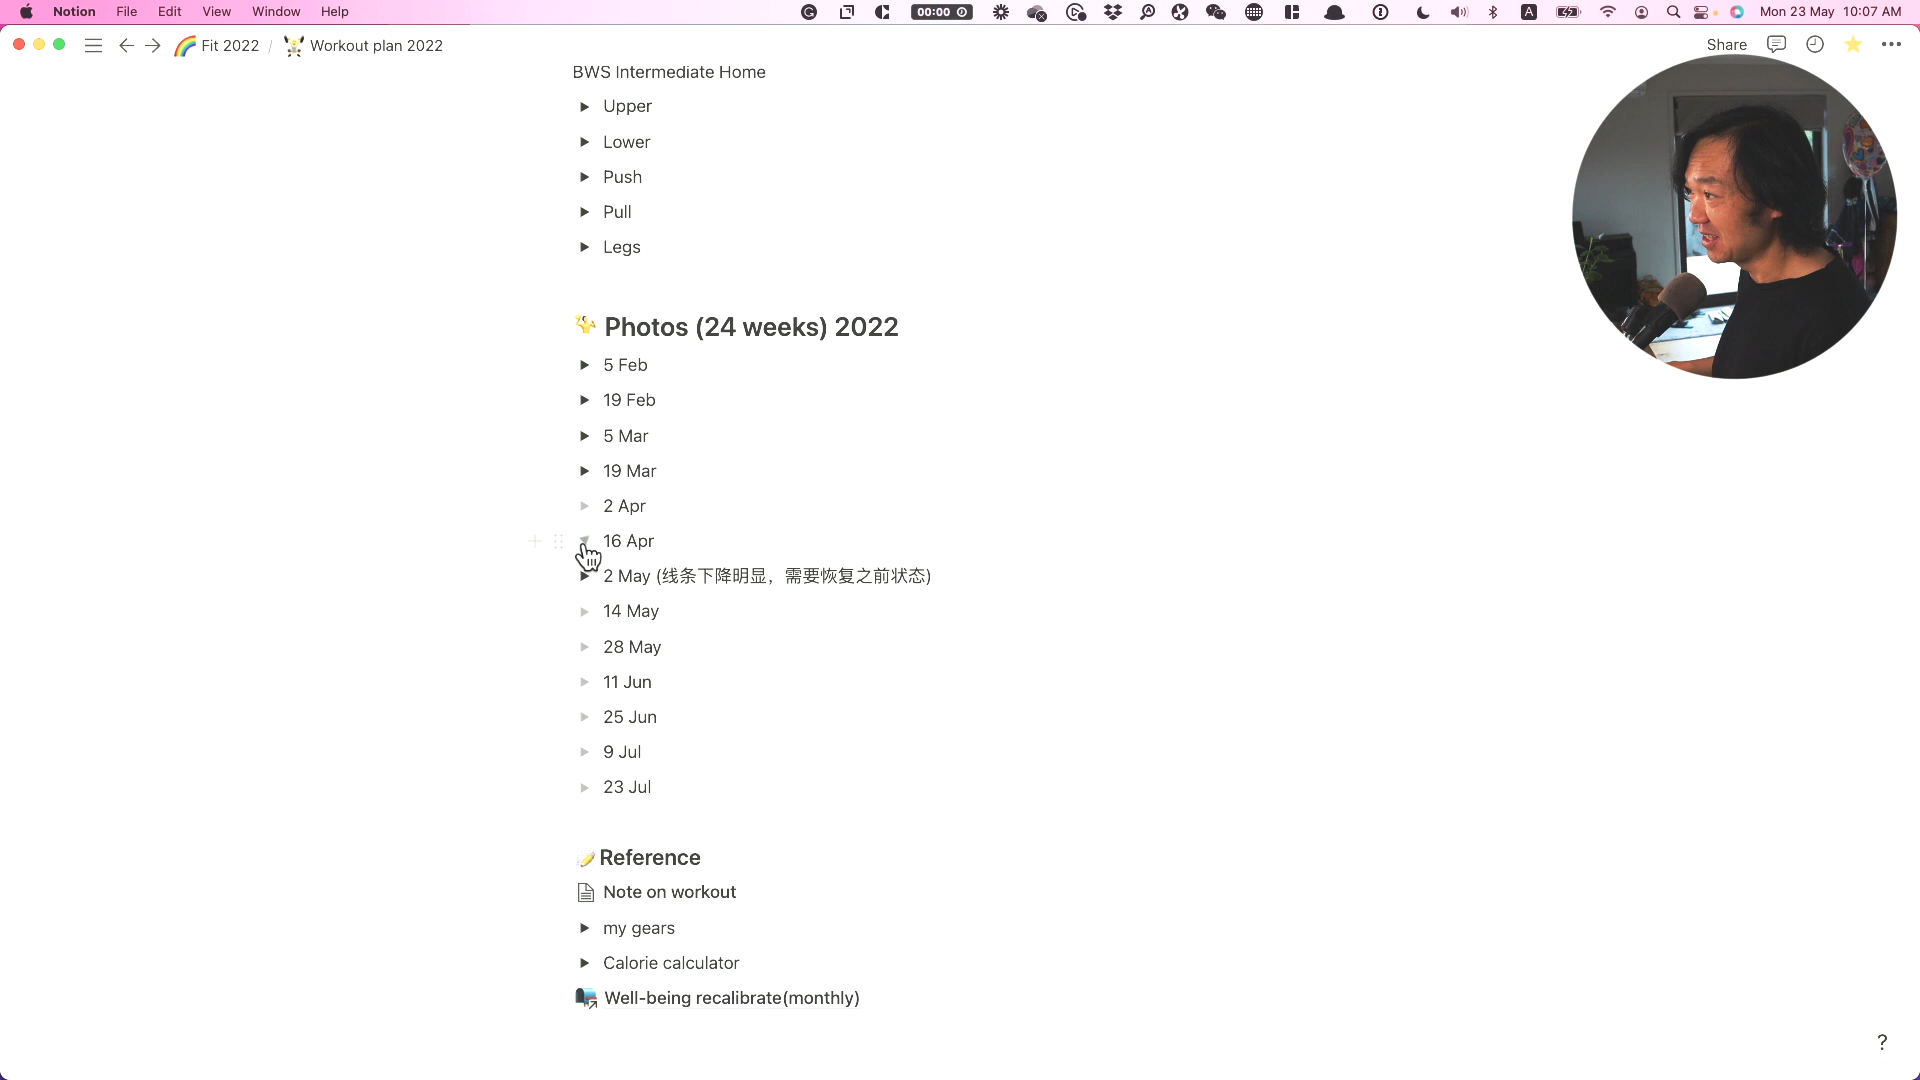 Notion File Edit View Window Help 00:00 A Mon 23 May 10:07 AM
Fit 2022 / Workout plan 2022 Share
BWS Intermediate Home
Upper
Lower
Push
Pull
Legs
Photos (24 weeks) 2022
5 Feb
19 Feb
5 Mar
19 Mar
2 Apr
16 Apr
2 May (线条下降明显，需要恢复之前状态)
14 May
28 May
11 Jun
25 Jun
9 Jul
23 Jul
Reference
Note on workout
my gears
Calorie calculator
Well-being recalibrate(monthly)
?